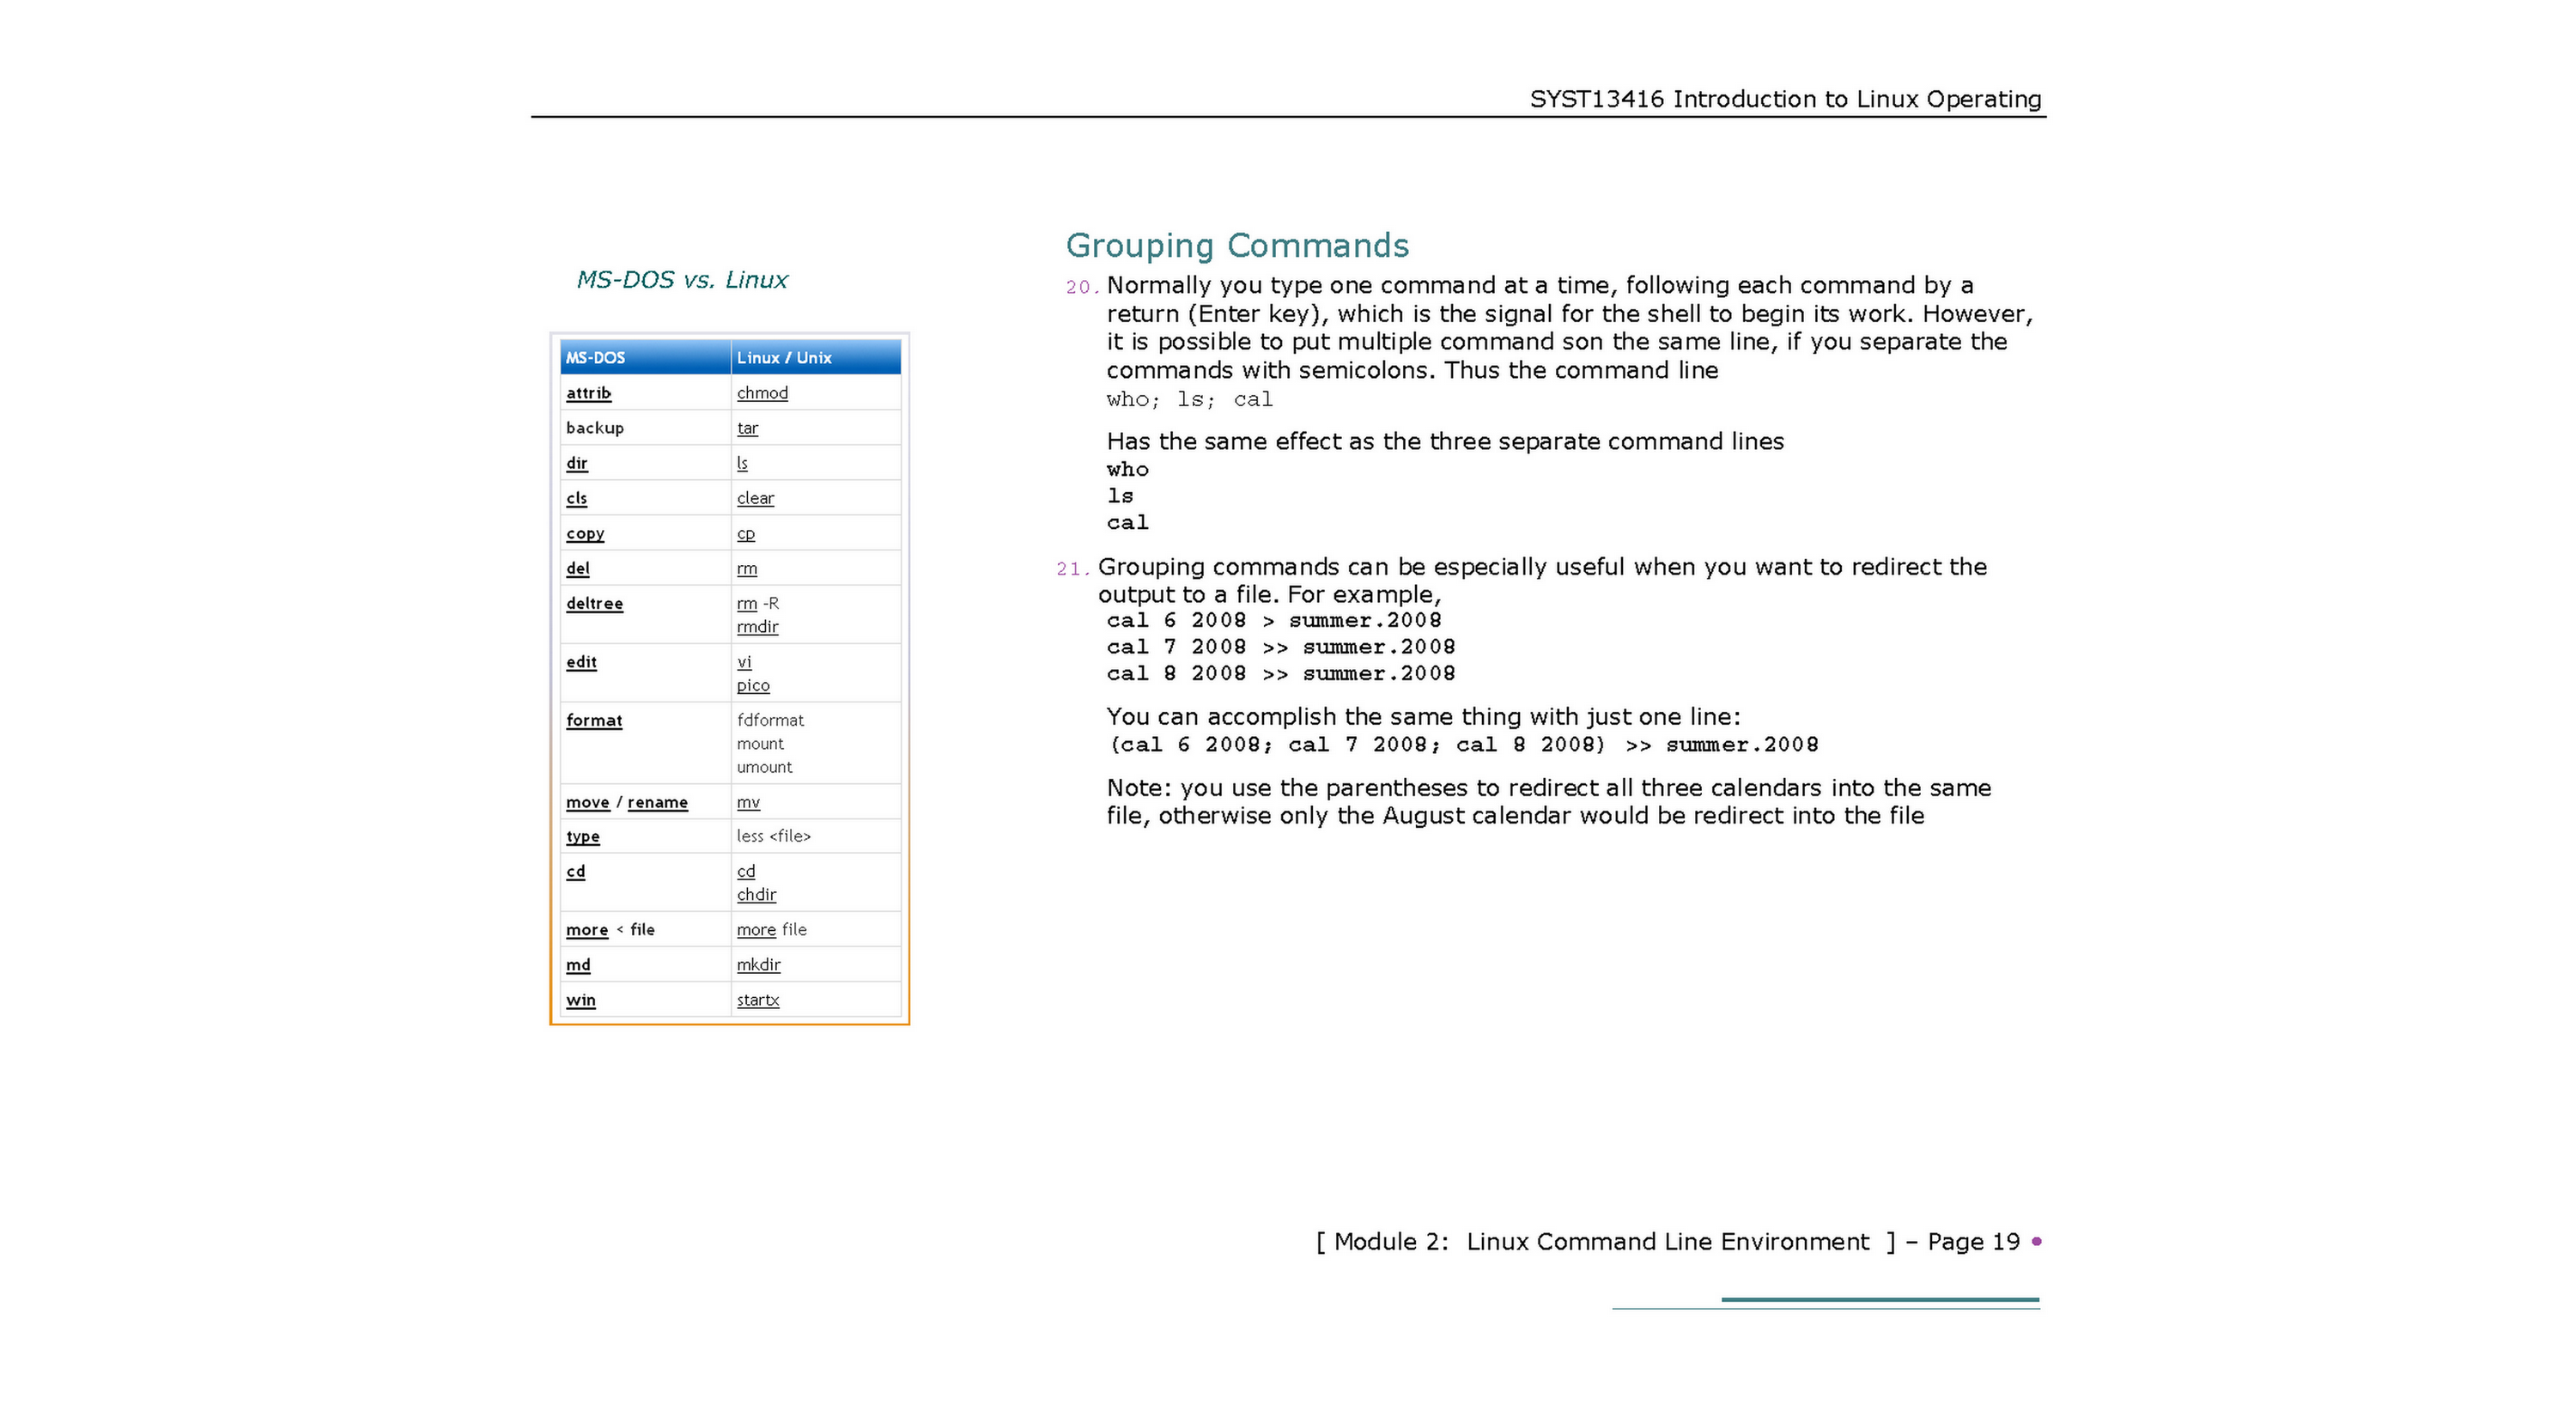 SYST13416 Introduction to Linux Operating
MS-DOS vs. Linux
MS-DOS Linux / Unix
attrib chmod
backup tar
dir ls
cls clear
copy cp
del rm
deltree rm -R
rmdir
edit vi
pico
format fdformat
mount
umount
move / rename mv
type less <file>
cd cd
chdir
more < file more file
md mkdir
win startx
Grouping Commands
20. Normally you type one command at a time, following each command by a
return (Enter key), which is the signal for the shell to begin its work. However,
it is possible to put multiple command son the same line, if you separate the
commands with semicolons. Thus the command line
who; ls; cal
Has the same effect as the three separate command lines
who
ls
cal
21. Grouping commands can be especially useful when you want to redirect the
output to a file. For example,
cal 6 2008 > summer.2008
cal 7 2008 >> summer.2008
cal 8 2008 >> summer.2008
You can accomplish the same thing with just one line:
(cal 6 2008; cal 7 2008; cal 8 2008) >> summer.2008
Note: you use the parentheses to redirect all three calendars into the same
file, otherwise only the August calendar would be redirect into the file
[ Module 2: Linux Command Line Environment ] – Page 19 •